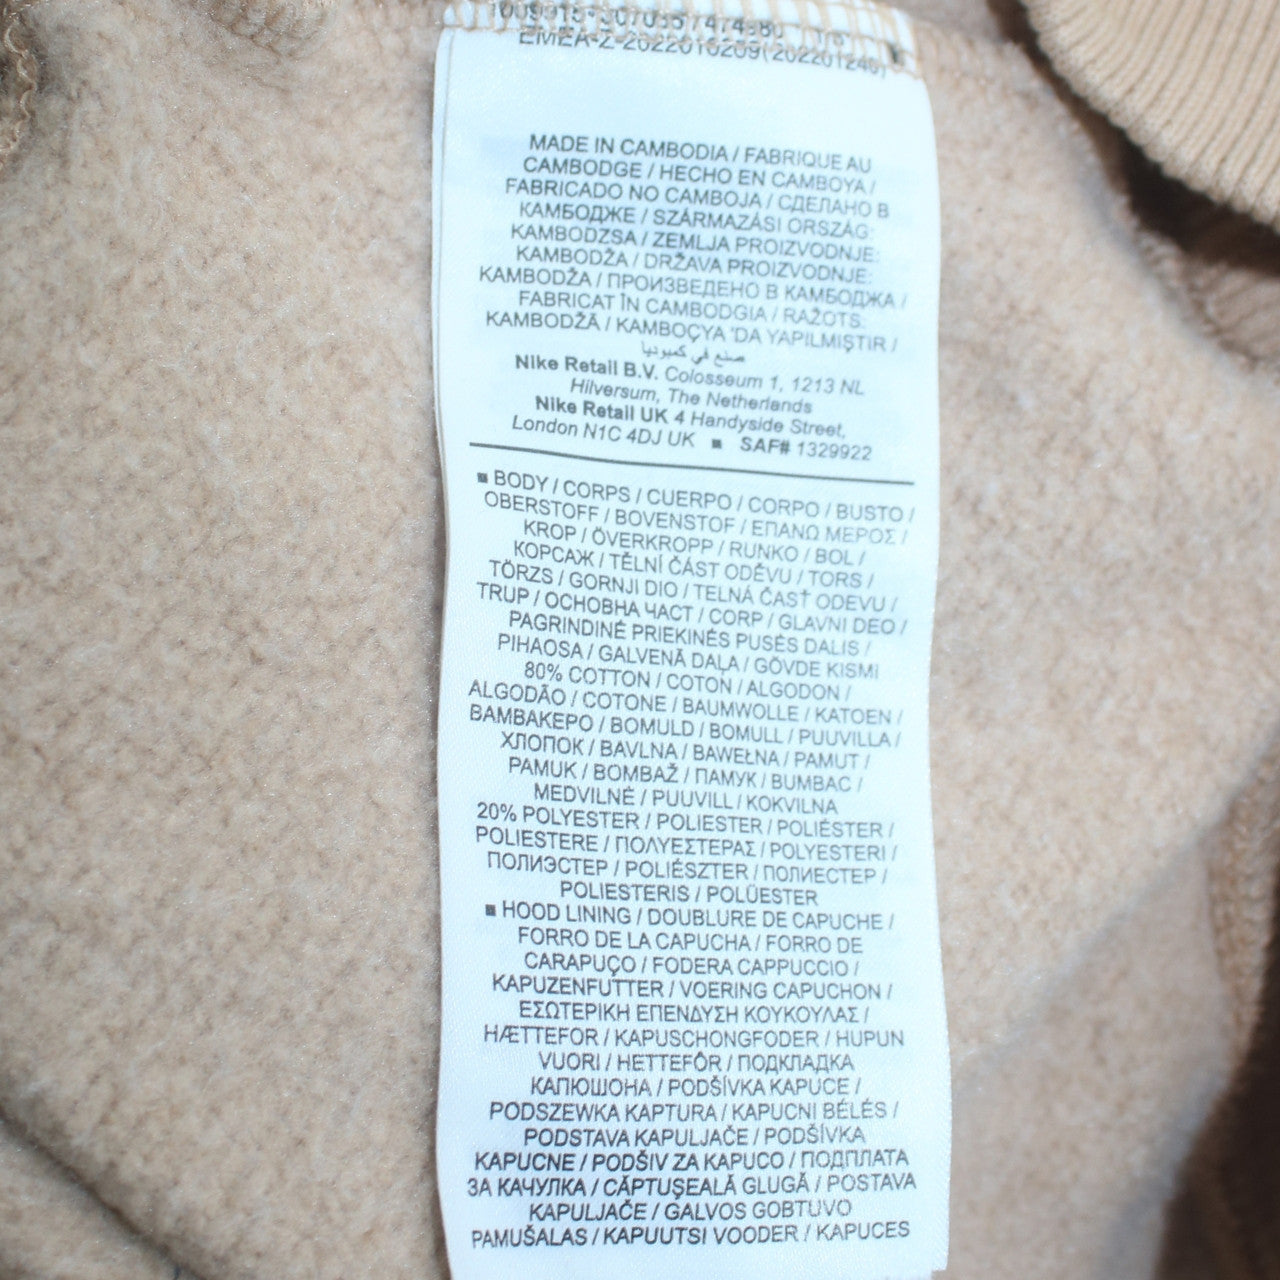 EMEA-Z-2022016209(202201240)
MADE IN CAMBODIA / FABRIQUE AU
CAMBODGE / HECHO EN CAMBOYA /
FABRICADO NO CAMBOJA / СДЕЛАНО В
КАМБОДЖЕ / SZÁRMAZÁSI ORSZÁG:
KAMBODZSA / ZEMLJA PROIZVODNJE:
KAMBODŽA / DRŽAVA PROIZVODNJE:
KAMBODŽA / ПРОИЗВЕДЕНО В КАМБОДЖА /
FABRICAT ÎN CAMBODGIA / RAŽOTS:
KAMBODŽĀ / KAMBOÇYA 'DA YAPILMIŞTIR /
صنع في كمبوديا
Nike Retail B.V. Colosseum 1, 1213 NL
Hilversum, The Netherlands
Nike Retail UK 4 Handyside Street,
London N1C 4DJ UK ■ SAF# 1329922
■ BODY / CORPS / CUERPO / CORPO / BUSTO /
OBERSTOFF / BOVENSTOF / ΕΠΑΝΩ ΜΕΡΟΣ /
KROP / ÖVERKROPP / RUNKO / BOL /
КОРСАЖ / TĚLNÍ ČÁST ODĚVU / TORS /
TÖRZS / GORNJI DIO / TELNÁ ČASŤ ODEVU /
TRUP / ОСНОВНА ЧАСТ / CORP / GLAVNI DEO /
PAGRINDINĖ PRIEKINĖS PUSĖS DALIS /
PIHAOSA / GALVENĀ DAĻA / GÖVDE KISMI
80% COTTON / COTON / ALGODON /
ALGODÃO / COTONE / BAUMWOLLE / KATOEN /
ΒΑΜΒΑΚΕΡΟ / BOMULD / BOMULL / PUUVILLA /
ХЛОПОК / BAVLNA / BAWEŁNA / PAMUT /
PAMUK / BOMBAŽ / ПАМУК / BUMBAC /
MEDVILNĖ / PUUVILL / KOKVILNA
20% POLYESTER / POLIESTER / POLIÉSTER /
POLIESTERE / ΠΟΛΥΕΣΤΕΡΑΣ / POLYESTERI /
ПОЛИЭСТЕР / POLIÉSZTER / ПОЛИЕСТЕР /
POLIESTERIS / POLÜESTER
■ HOOD LINING / DOUBLURE DE CAPUCHE /
FORRO DE LA CAPUCHA / FORRO DE
CARAPUÇO / FODERA CAPPUCCIO /
KAPUZENFUTTER / VOERING CAPUCHON /
ΕΣΩΤΕΡΙΚΗ ΕΠΕΝΔΥΣΗ ΚΟΥΚΟΥΛΑΣ /
HÆTTEFOR / KAPUSCHONGFODER / HUPUN
VUORI / HETTEFÔR / ПОДКЛАДКА
КАПЮШОНА / PODŠÍVKA KAPUCE /
PODSZEWKA KAPTURA / KAPUCNI BÉLÉS /
PODSTAVA KAPULJAČE / PODŠÍVKA
KAPUCNE / PODŠIV ZA KAPUCO / ПОДПЛАТА
ЗА КАЧУЛКА / CĂPTUŞEALĂ GLUGĂ / POSTAVA
KAPULJAČE / GALVOS GOBTUVO
PAMUŠALAS / KAPUUTSI VOODER / KAPUCES